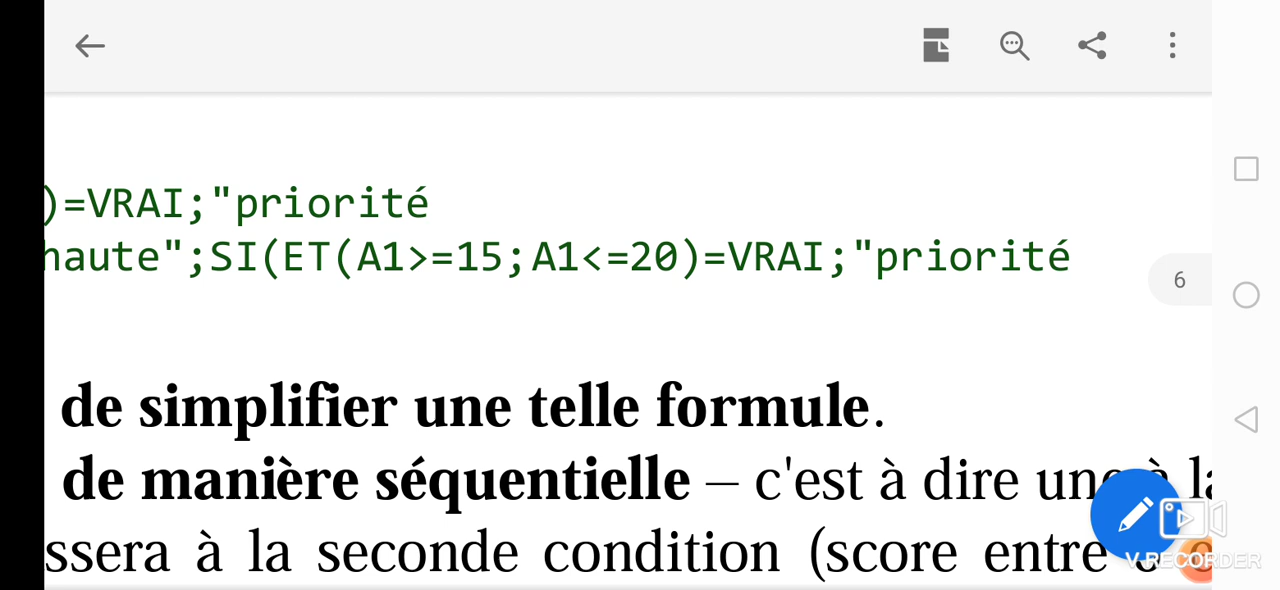 )=VRAI;"priorité
haute";SI(ET(A1>=15;A1<=20)=VRAI;"priorité
6
de simplifier une telle formule.
de manière séquentielle – c'est à dire une à la
ssera à la seconde condition (score entre
V.RECORDER